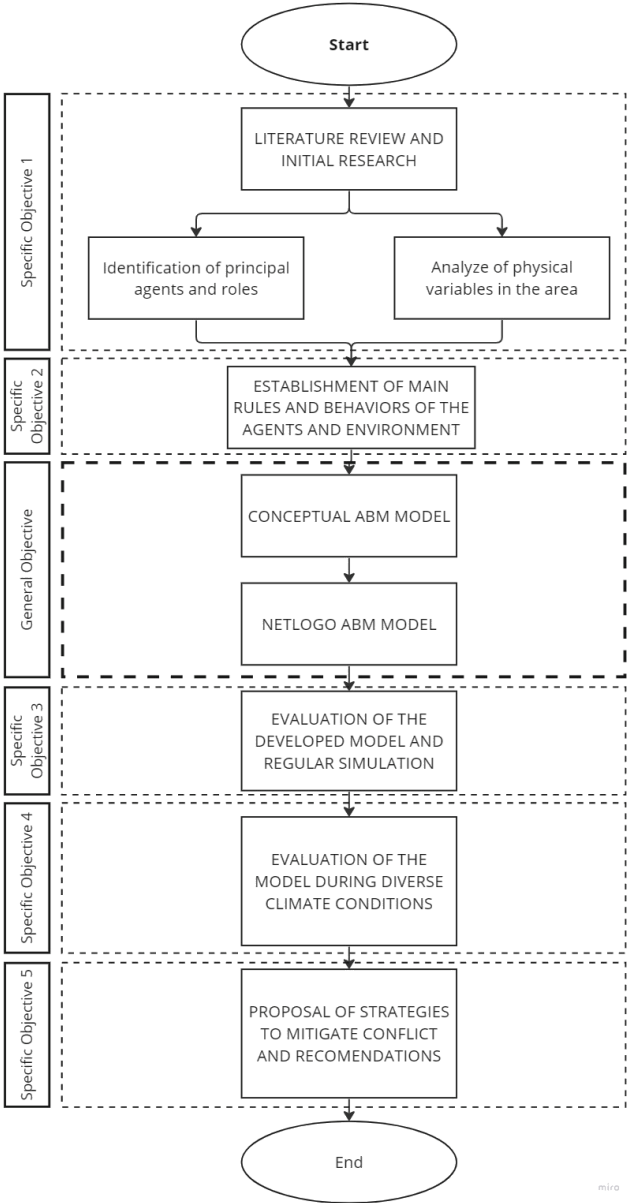 Start
Specific Objective 1
LITERATURE REVIEW AND
INITIAL RESEARCH
Identification of principal
agents and roles
Analyze of physical
variables in the area
Specific
Objective 2
ESTABLISHMENT OF MAIN
RULES AND BEHAVIORS OF THE
AGENTS AND ENVIRONMENT
General Objective
CONCEPTUAL ABM MODEL
NETLOGO ABM MODEL
Specific
Objective 3
EVALUATION OF THE
DEVELOPED MODEL AND
REGULAR SIMULATION
Specific Objective 4
EVALUATION OF THE
MODEL DURING DIVERSE
CLIMATE CONDITIONS
Specific Objective 5
PROPOSAL OF STRATEGIES
TO MITIGATE CONFLICT
AND RECOMENDATIONS
End
miro